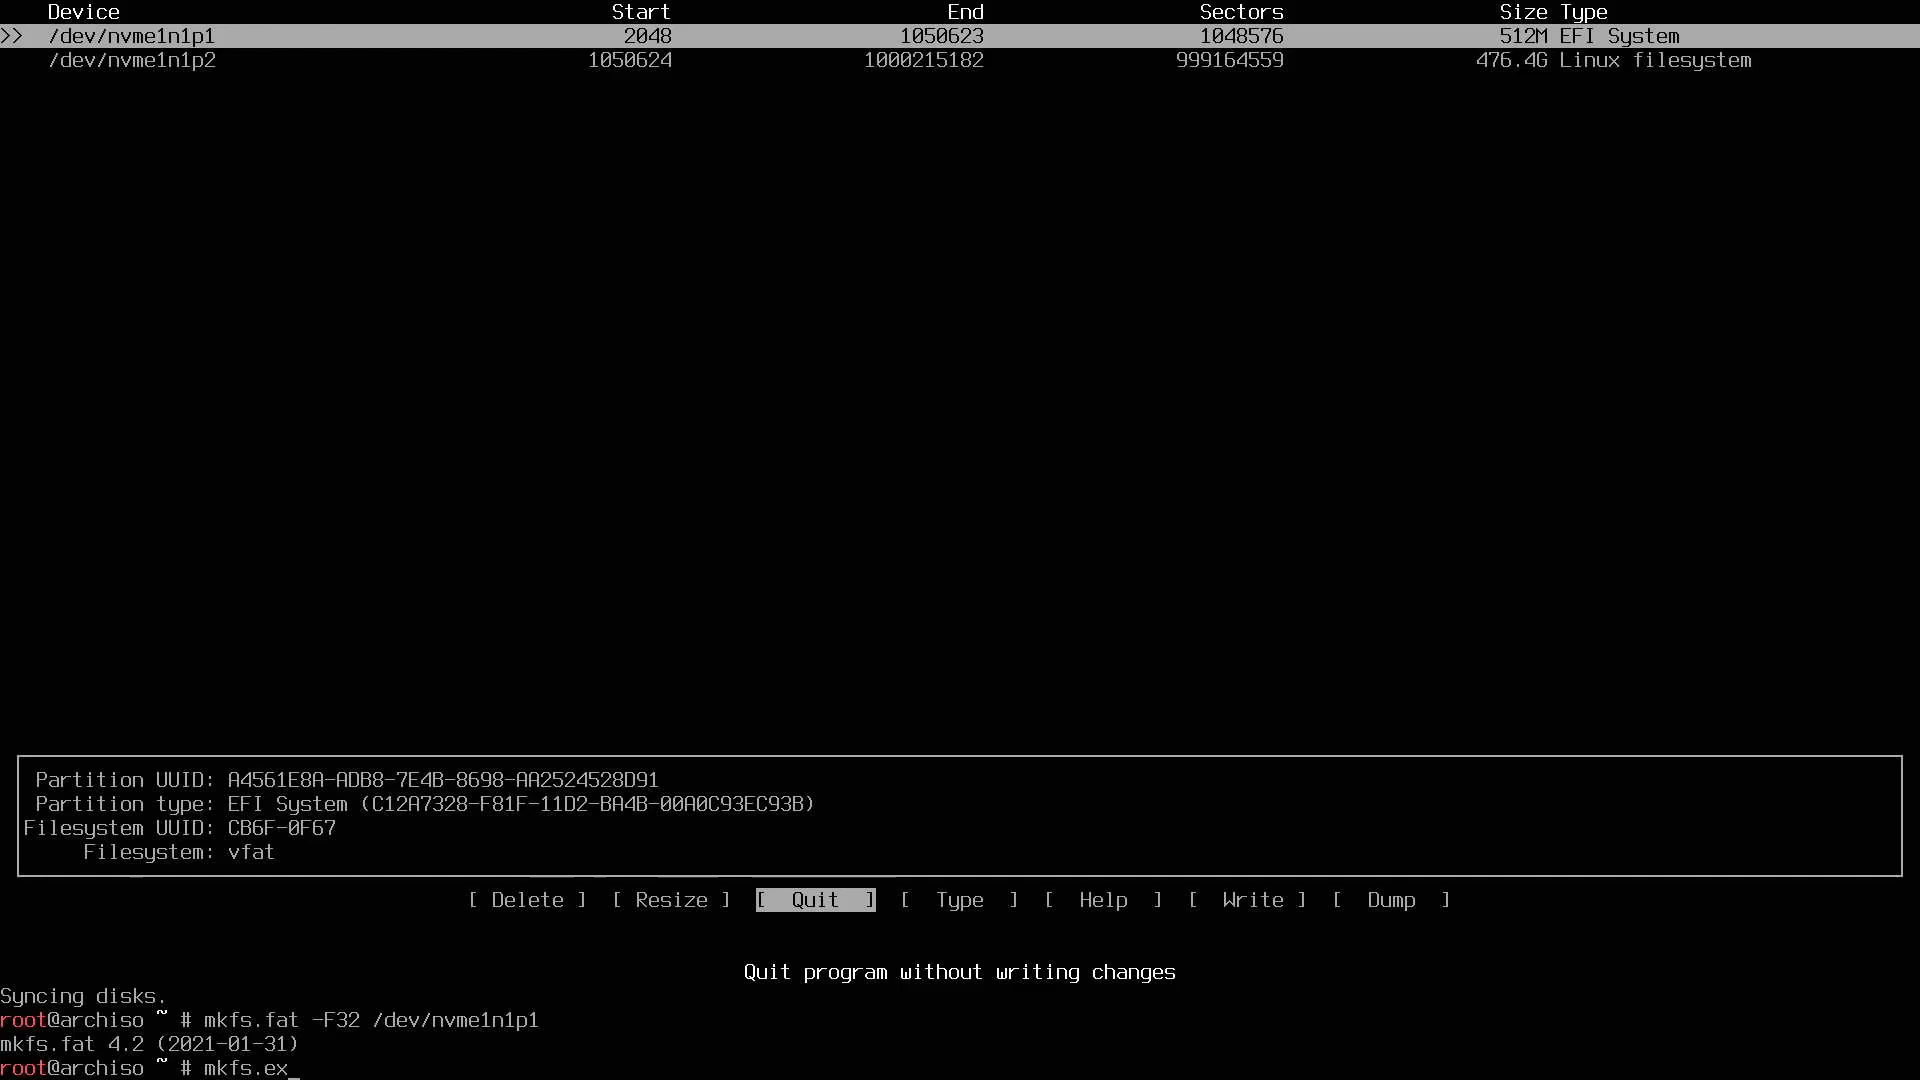 Device Start End Sectors Size Type
>> /dev/nvme1n1p1 2048 1050623 1048576 512M EFI System
/dev/nvme1n1p2 1050624 1000215182 999164559 476.4G Linux filesystem
Partition UUID: A4561E8A-ADB8-7E4B-8698-AA2524528D91
Partition type: EFI System (C12A7328-F81F-11D2-BA4B-00A0C93EC93B)
Filesystem UUID: CB6F-0F67
Filesystem: vfat
[ Delete ] [ Resize ] [ Quit ] [ Type ] [ Help ] [ Write ] [ Dump ]
Quit program without writing changes
Syncing disks.
root@archiso ~ # mkfs.fat -F32 /dev/nvme1n1p1
mkfs.fat 4.2 (2021-01-31)
root@archiso ~ # mkfs.ex_